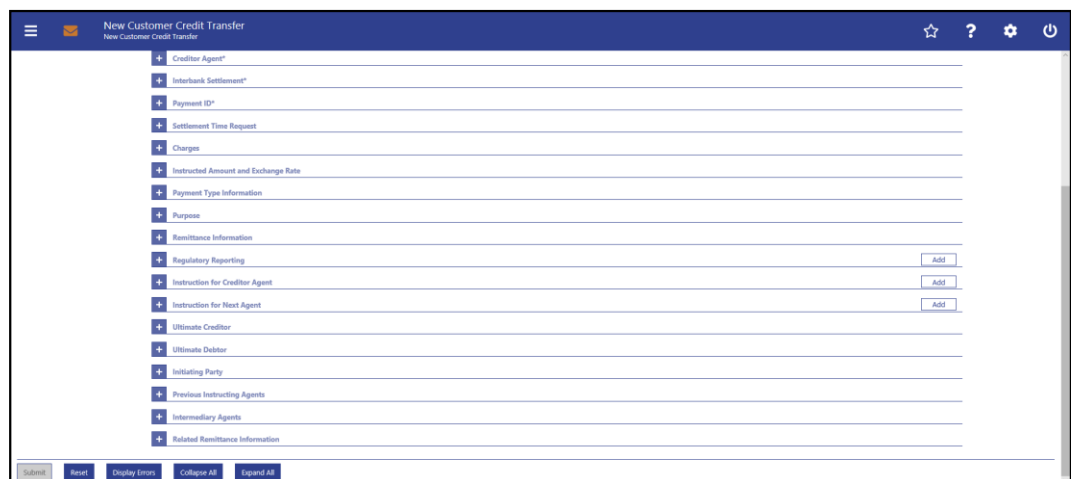 New Customer Credit Transfer
New Customer Credit Transfer
?
+ Creditor Agent*
+ Interbank Settlement*
+ Payment ID*
+ Settlement Time Request
+ Charges
+ Instructed Amount and Exchange Rate
+ Payment Type Information
+ Purpose
+ Remittance Information
+ Regulatory Reporting Add
+ Instruction for Creditor Agent Add
+ Instruction for Next Agent Add
+ Ultimate Creditor
+ Ultimate Debtor
+ Initiating Party
+ Previous Instructing Agents
+ Intermediary Agents
+ Related Remittance Information
Submit Reset Display Errors Collapse All Expand All